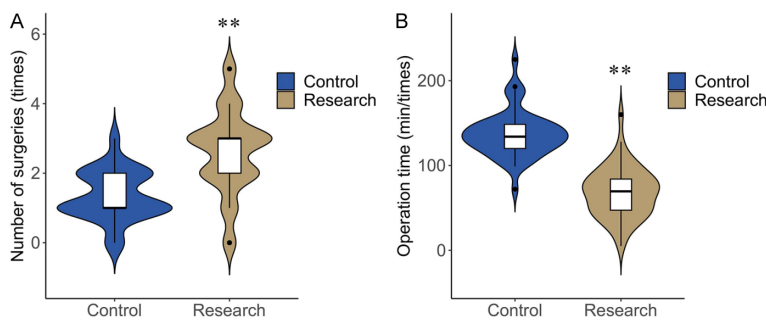 A
Number of surgeries (times)
6
4
2
0
**
Control
Research
Control
Research
B
Operation time (min/times)
200
100
0
**
Control
Research
Control
Research